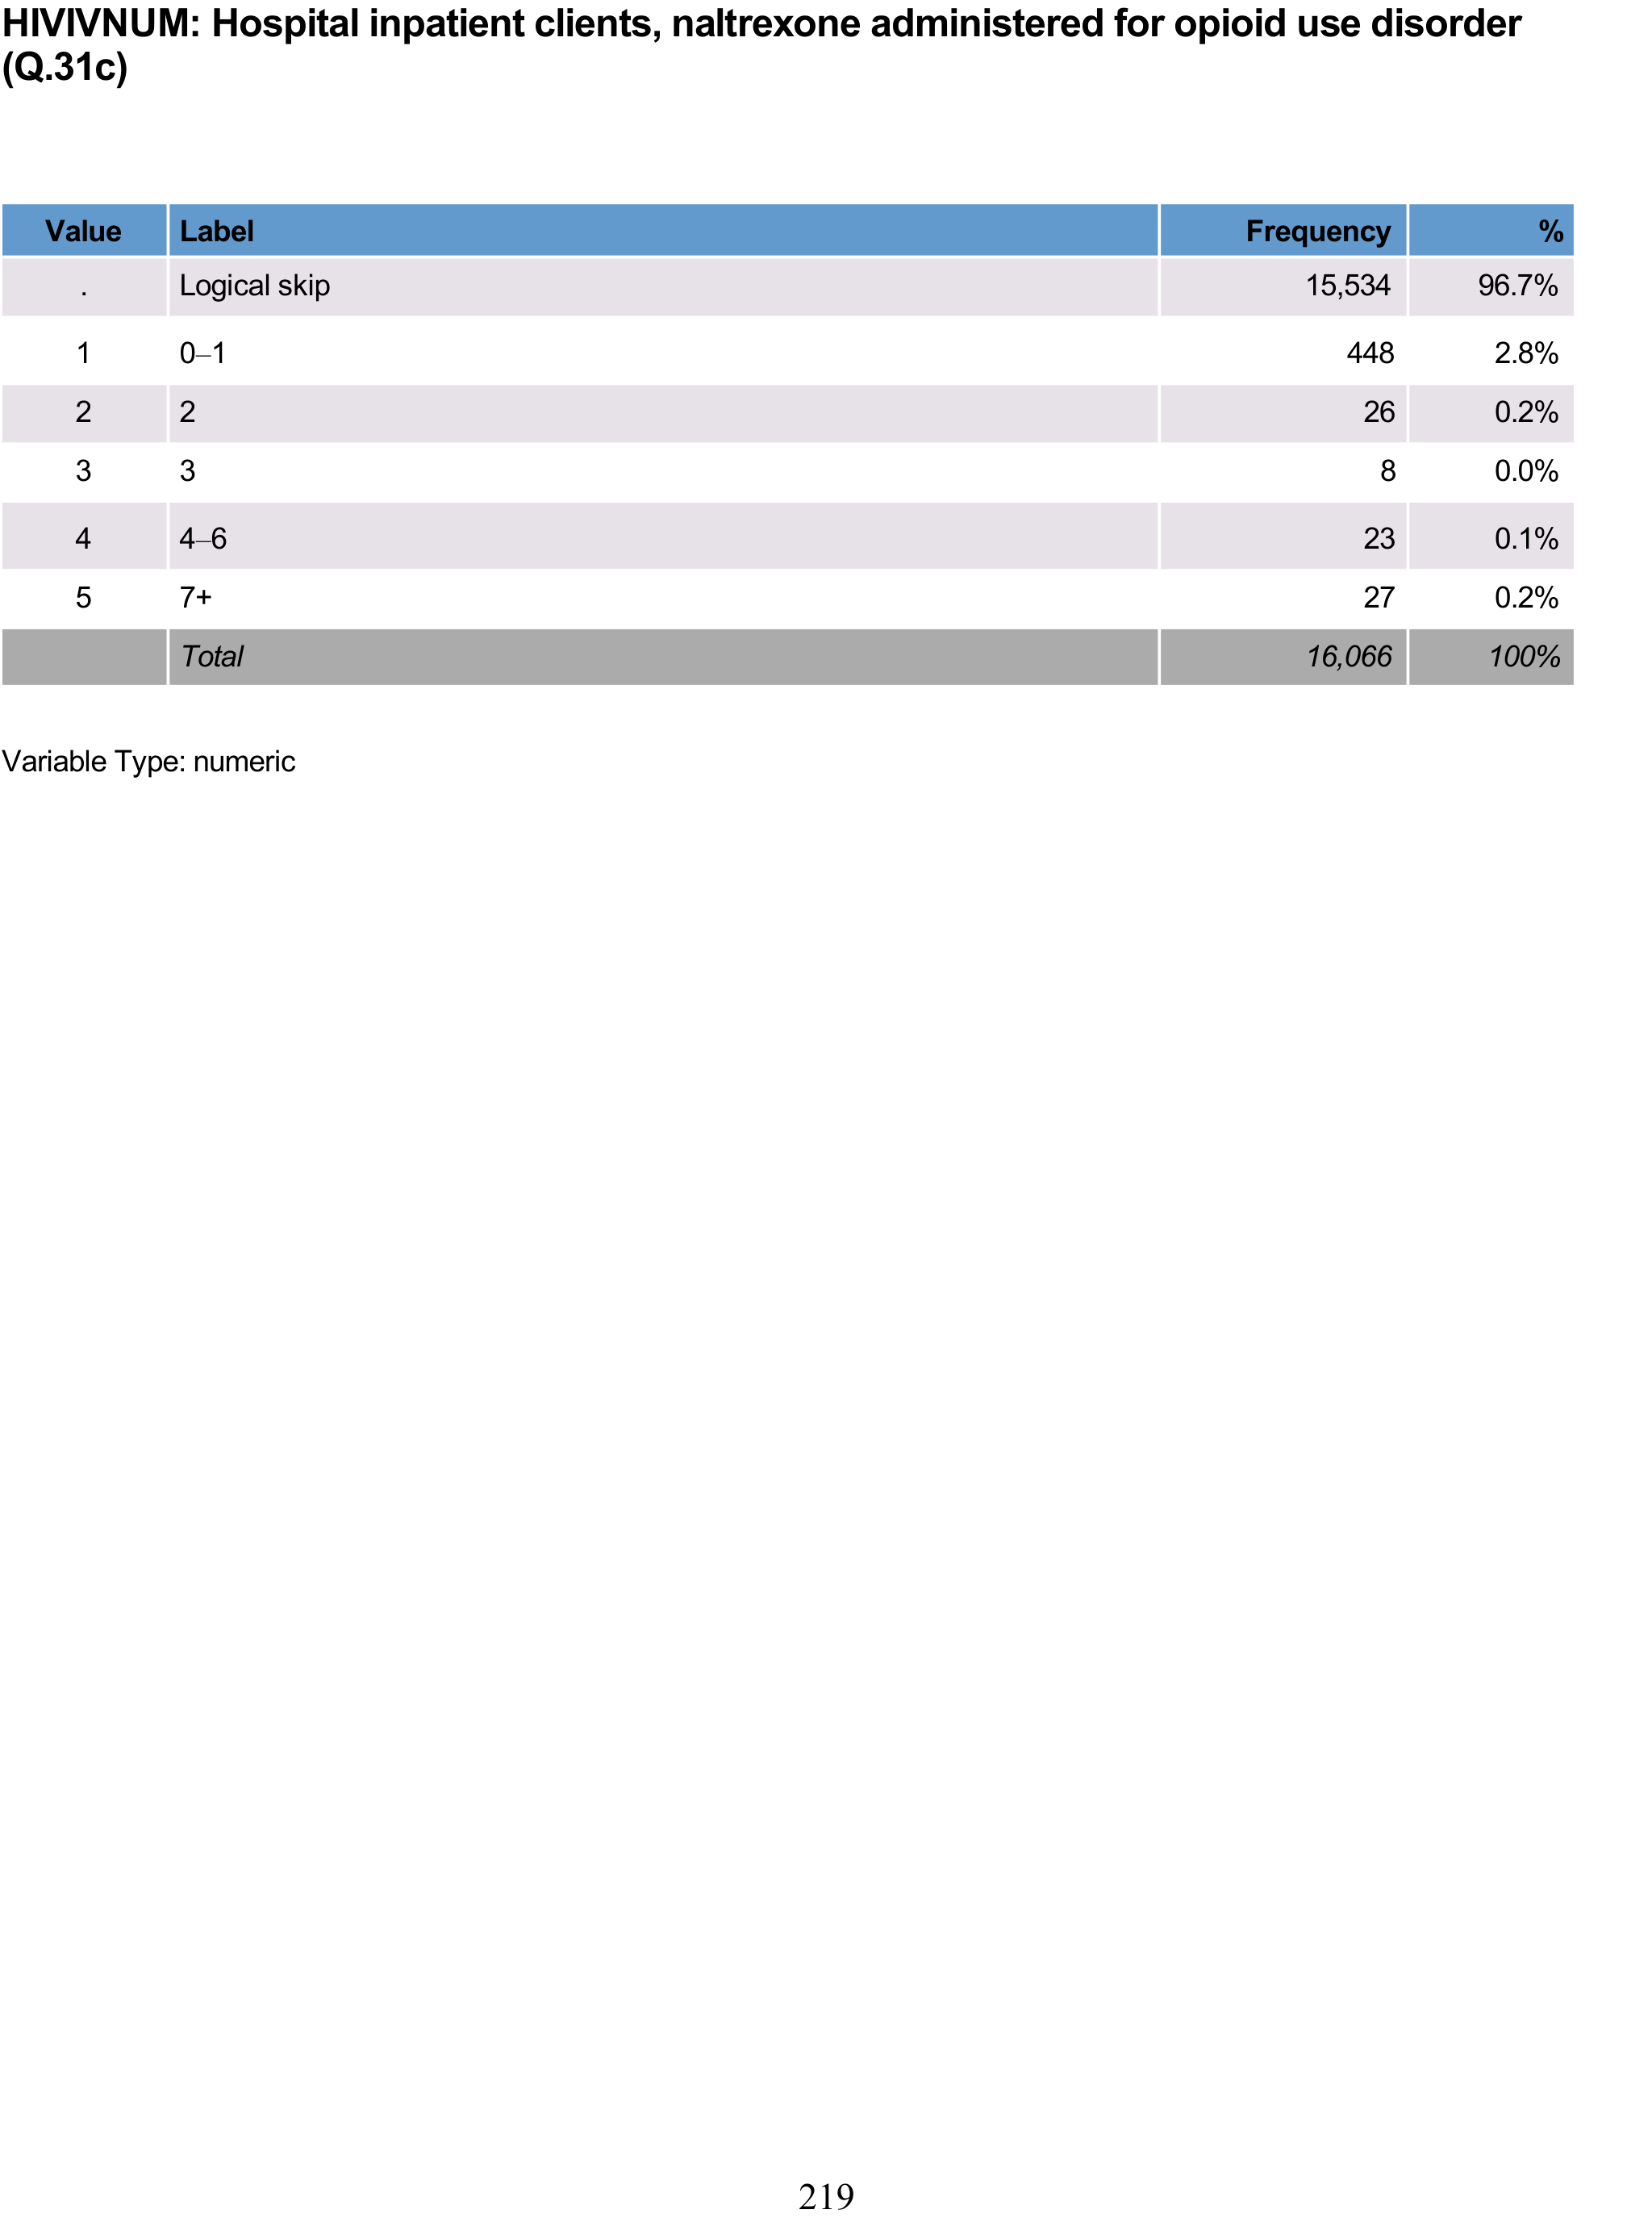 HIVIVNUM: Hospital inpatient clients, naltrexone administered for opioid use disorder
(Q.31c)
Value Label Frequency %
. Logical skip 15,534 96.7%
1 0–1 448 2.8%
2 2 26 0.2%
3 3 8 0.0%
4 4–6 23 0.1%
5 7+ 27 0.2%
Total 16,066 100%
Variable Type: numeric
219